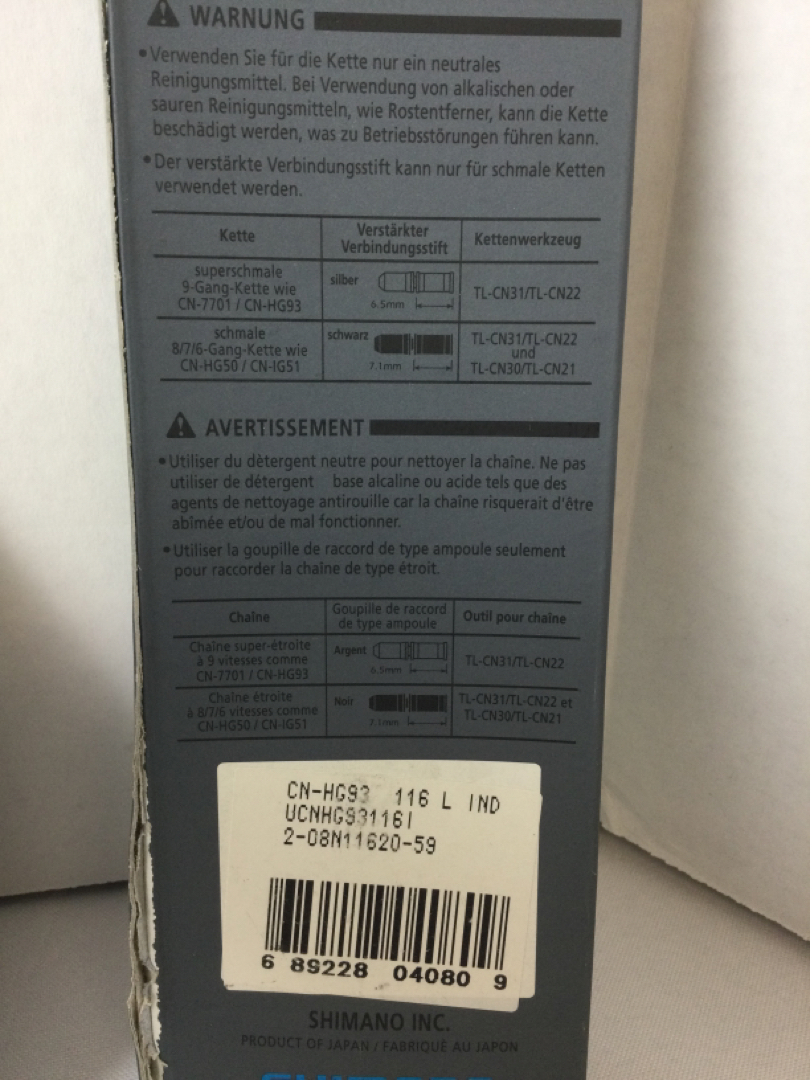 WARNUNG
•Verwenden Sie für die Kette nur ein neutrales
Reinigungsmittel. Bei Verwendung von alkalischen oder
sauren Reinigungsmitteln, wie Rostentferner, kann die Kette
beschädigt werden, was zu Betriebsstörungen führen kann.
•Der verstärkte Verbindungsstift kann nur für schmale Ketten
verwendet werden.
Kette
Verstärkter
Verbindungsstift
Kettenwerkzeug
superschmale
9-Gang-Kette wie
CN-7701 / CN-HG93
silber
6.5mm
TL-CN31/TL-CN22
schmale
8/7/6-Gang-Kette wie
CN-HG50 / CN-IG51
schwarz
7.1mm
TL-CN31/TL-CN22
und
TL-CN30/TL-CN21
AVERTISSEMENT
•Utiliser du dètergent neutre pour nettoyer la chaîne. Ne pas
utiliser de détergent base alcaline ou acide tels que des
agents de nettoyage antirouille car la chaîne risquerait d'être
abîmée et/ou de mal fonctionner.
•Utiliser la goupille de raccord de type ampoule seulement
pour raccorder la chaîne de type étroit.
Chaîne
Goupille de raccord
de type ampoule
Outil pour chaîne
Chaîne super-étroite
à 9 vitesses comme
CN-7701 / CN-HG93
Argent
6.5mm
TL-CN31/TL-CN22
Chaîne étroite
à 8/7/6 vitesses comme
CN-HG50 / CN-IG51
Noir
7.1mm
TL-CN31/TL-CN22 et
TL-CN30/TL-CN21
CN-HG93 116 L IND
UCNHG93116I
2-08N11620-59
6 89228 04080 9
SHIMANO INC.
PRODUCT OF JAPAN / FABRIQUÉ AU JAPON